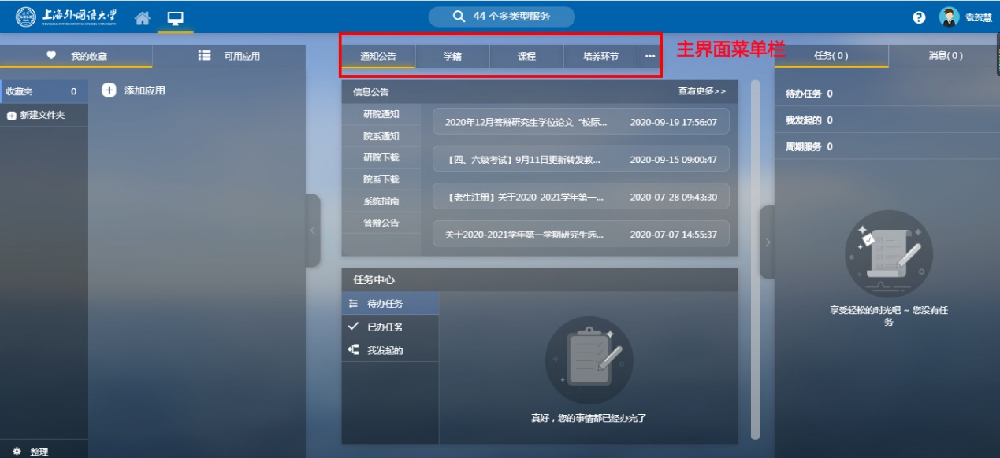 上海外国语大学
SHANGHAI INTERNATIONAL STUDIES UNIVERSITY
44 个多类型服务
袁贺慧
我的收藏
可用应用
收藏夹 0
新建文件夹
添加应用
整理
通知公告 学籍 课程 培养环节 ...
主界面菜单栏
信息公告 查看更多>>
研院通知
院系通知
研院下载
院系下载
系统指南
答辩公告
2020年12月答辩研究生学位论文“校际... 2020-09-19 17:56:07
【四、六级考试】9月11日更新转发教... 2020-09-15 09:00:47
【老生注册】关于2020-2021学年第一... 2020-07-28 09:43:30
关于2020-2021学年第一学期研究生选... 2020-07-07 14:55:37
任务中心
待办任务
已办任务
我发起的
真好，您的事情都已经办完了
任务( 0 ) 消息( 0 )
待办任务 0
我发起的 0
周期服务 0
享受轻松的时光吧 ~ 您没有任
务